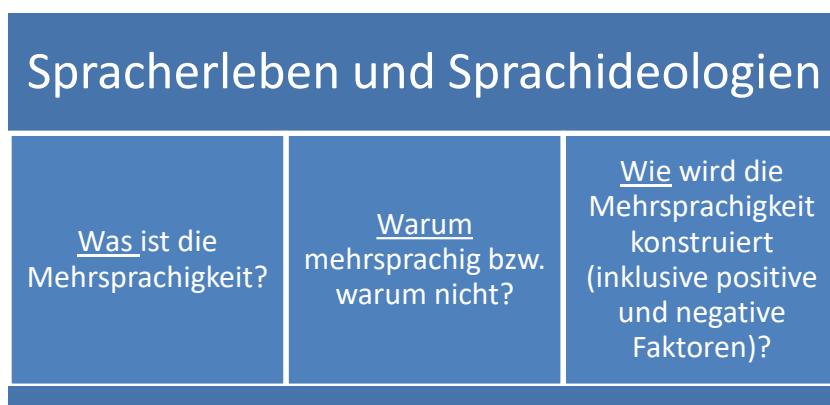 Spracherleben und Sprachideologien
Was ist die
Mehrsprachigkeit?
Warum
mehrsprachig bzw.
warum nicht?
Wie wird die
Mehrsprachigkeit
konstruiert
(inklusive positive
und negative
Faktoren)?